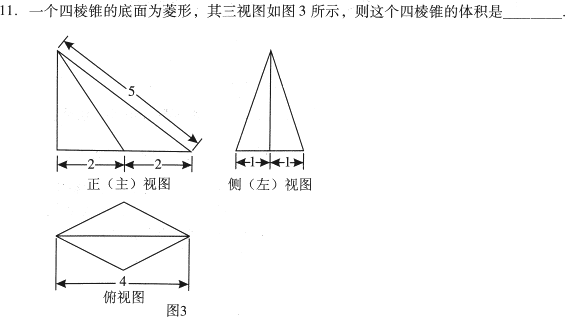 11. 一个四棱锥的底面为菱形，其三视图如图 3 所示，则这个四棱锥的体积是________.
5
2 2
1 1
正（主）视图 侧（左）视图
4
俯视图
图3